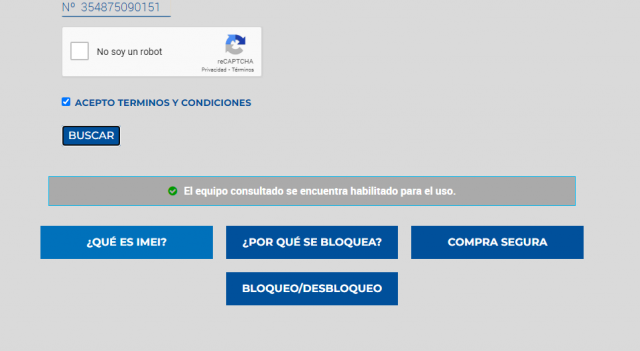 Nº 354875090151
No soy un robot
reCAPTCHA
Privacidad - Términos
ACEPTO TERMINOS Y CONDICIONES
BUSCAR
El equipo consultado se encuentra habilitado para el uso.
¿QUÉ ES IMEI?
¿POR QUÉ SE BLOQUEA?
COMPRA SEGURA
BLOQUEO/DESBLOQUEO